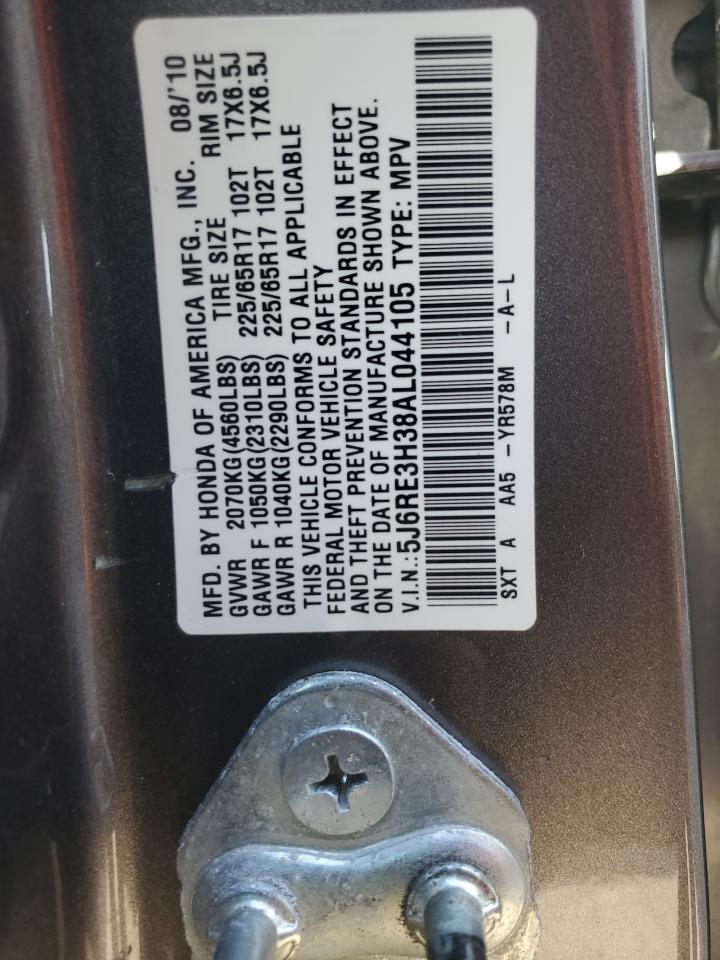 MFD. BY HONDA OF AMERICA MFG., INC. 08/'10
GVWR 2070KG(4560LBS) TIRE SIZE RIM SIZE
GAWR F 1050KG(2310LBS) 225/65R17 102T 17X6.5J
GAWR R 1040KG(2290LBS) 225/65R17 102T 17X6.5J
THIS VEHICLE CONFORMS TO ALL APPLICABLE
FEDERAL MOTOR VEHICLE SAFETY
AND THEFT PREVENTION STANDARDS IN EFFECT
ON THE DATE OF MANUFACTURE SHOWN ABOVE.
V.I.N.:5J6RE3H38AL044105 TYPE: MPV
SXT A AA5 -YR578M -A-L